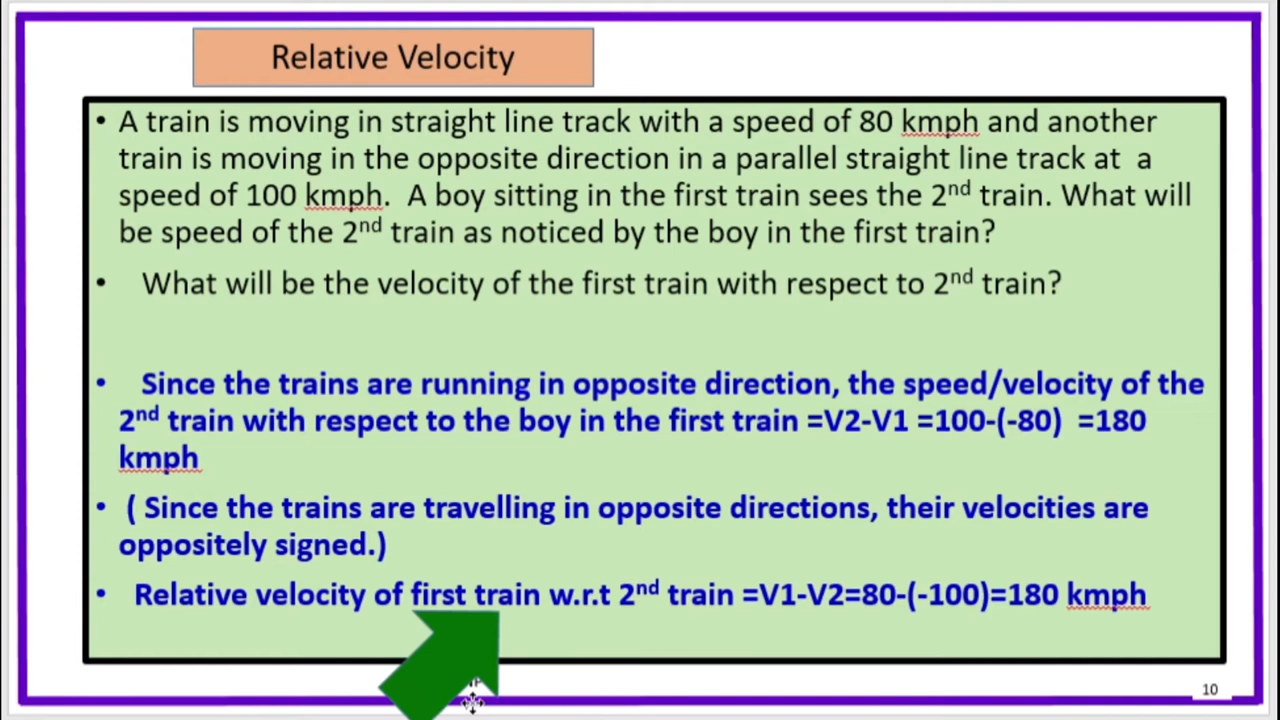 Relative Velocity
• A train is moving in straight line track with a speed of 80 kmph and another
train is moving in the opposite direction in a parallel straight line track at a
speed of 100 kmph. A boy sitting in the first train sees the 2nd train. What will
be speed of the 2nd train as noticed by the boy in the first train?
• What will be the velocity of the first train with respect to 2nd train?
• Since the trains are running in opposite direction, the speed/velocity of the
2nd train with respect to the boy in the first train =V2-V1 =100-(-80) =180
kmph
• ( Since the trains are travelling in opposite directions, their velocities are
oppositely signed.)
• Relative velocity of first train w.r.t 2nd train =V1-V2=80-(-100)=180 kmph
10